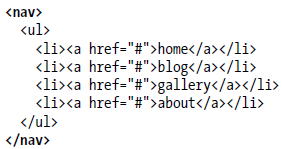 <nav>
  <ul>
    <li><a href="#">home</a></li>
    <li><a href="#">blog</a></li>
    <li><a href="#">gallery</a></li>
    <li><a href="#">about</a></li>
  </ul>
</nav>